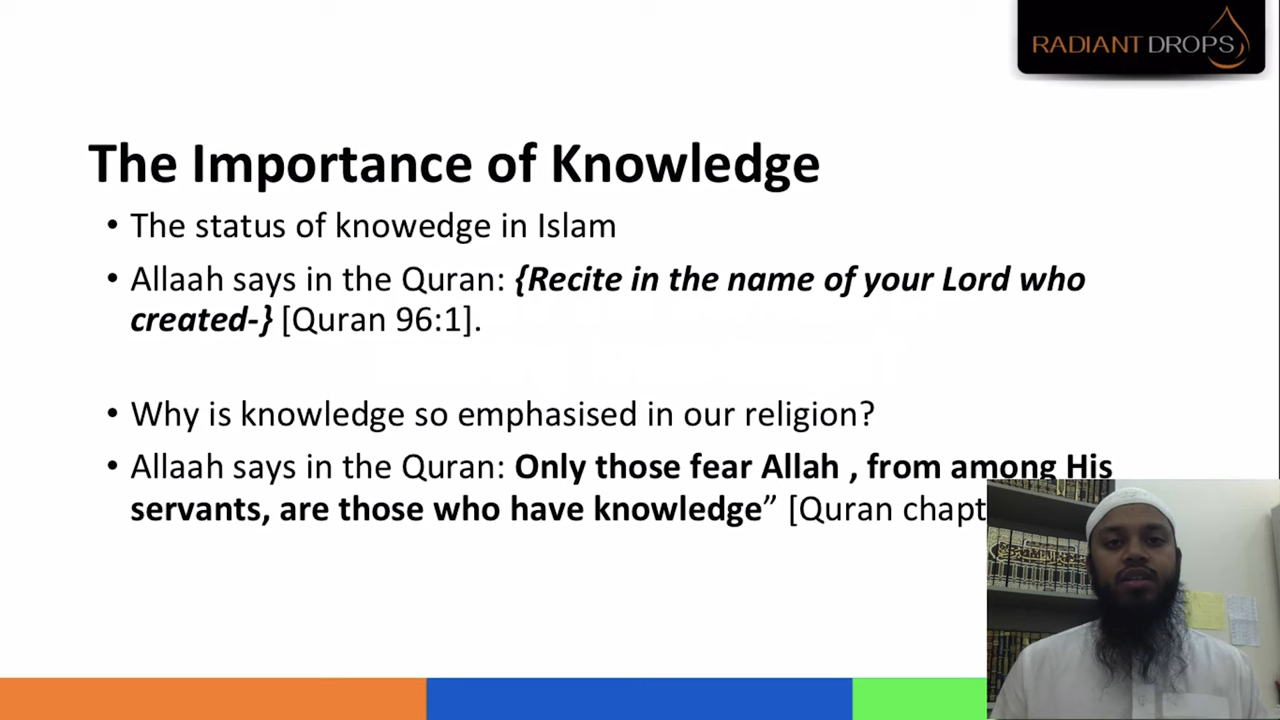 RADIANT DROPS
The Importance of Knowledge
• The status of knowedge in Islam
• Allaah says in the Quran: {Recite in the name of your Lord who
created-} [Quran 96:1].
• Why is knowledge so emphasised in our religion?
• Allaah says in the Quran: Only those fear Allah , from among His
servants, are those who have knowledge” [Quran chapt